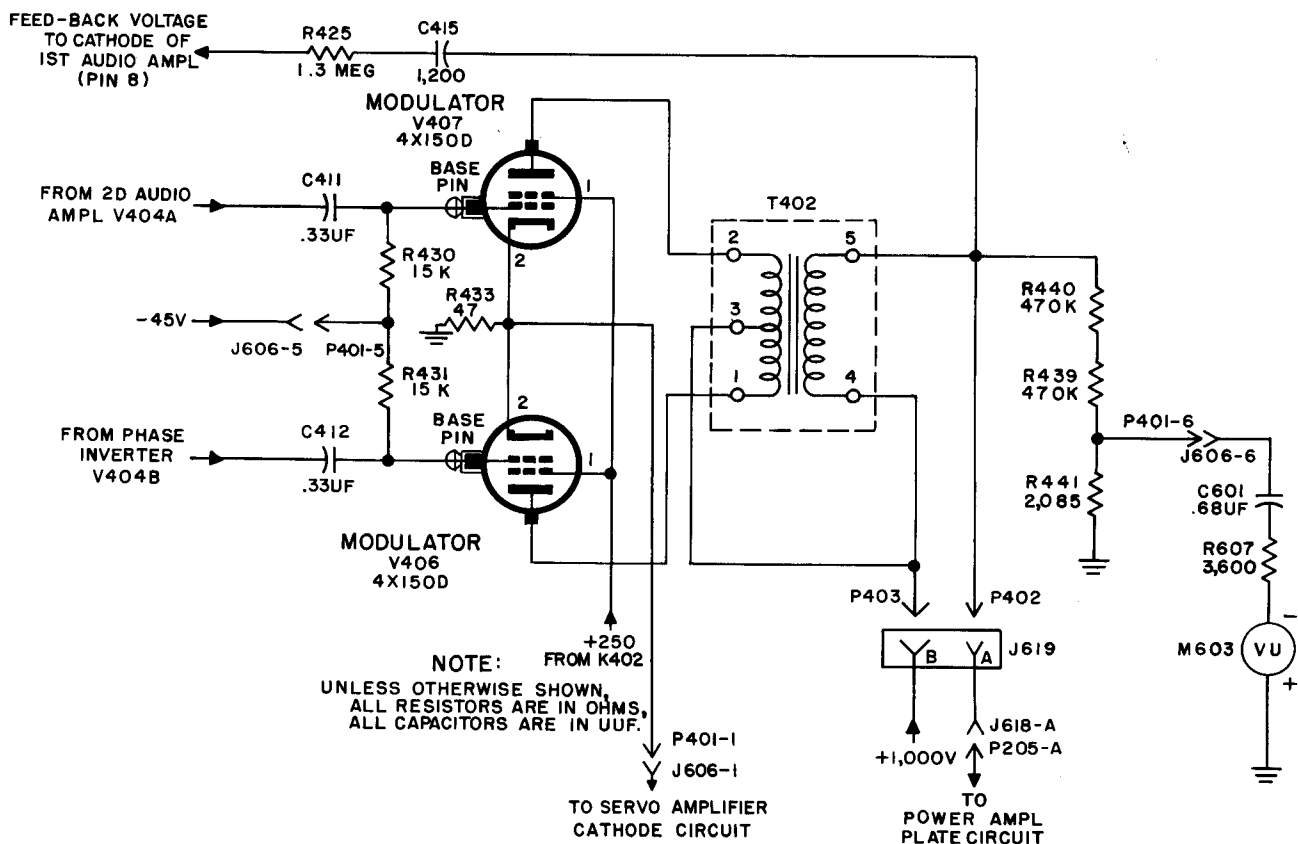 FEED-BACK VOLTAGE
TO CATHODE OF
1ST AUDIO AMPL
(PIN 8)
R425
1.3 MEG
C415
1,200
MODULATOR
V407
4X150D
BASE
PIN
1
2
FROM 2D AUDIO
AMPL V404A
C411
.33UF
R430
15 K
R433
47
-45V
J606-5
P401-5
R431
15 K
FROM PHASE
INVERTER
V404B
C412
.33UF
BASE
PIN
2
1
MODULATOR
V406
4X150D
T402
2
3
1
5
4
R440
470K
R439
470K
R441
2,085
P401-6
J606-6
C601
.68UF
R607
3,600
M603
VU
-
+
P403
P402
B
A
J619
+1,000V
J618-A
P205-A
TO
POWER AMPL
PLATE CIRCUIT
+250
FROM K402
NOTE:
UNLESS OTHERWISE SHOWN,
ALL RESISTORS ARE IN OHMS,
ALL CAPACITORS ARE IN UUF.
P401-1
J606-1
TO SERVO AMPLIFIER
CATHODE CIRCUIT